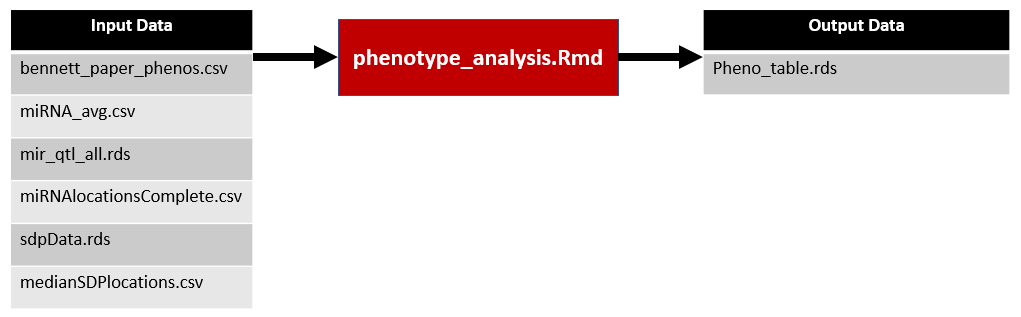 Input Data
bennett_paper_phenos.csv
miRNA_avg.csv
mir_qtl_all.rds
miRNAlocationsComplete.csv
sdpData.rds
medianSDPlocations.csv
phenotype_analysis.Rmd
Output Data
Pheno_table.rds